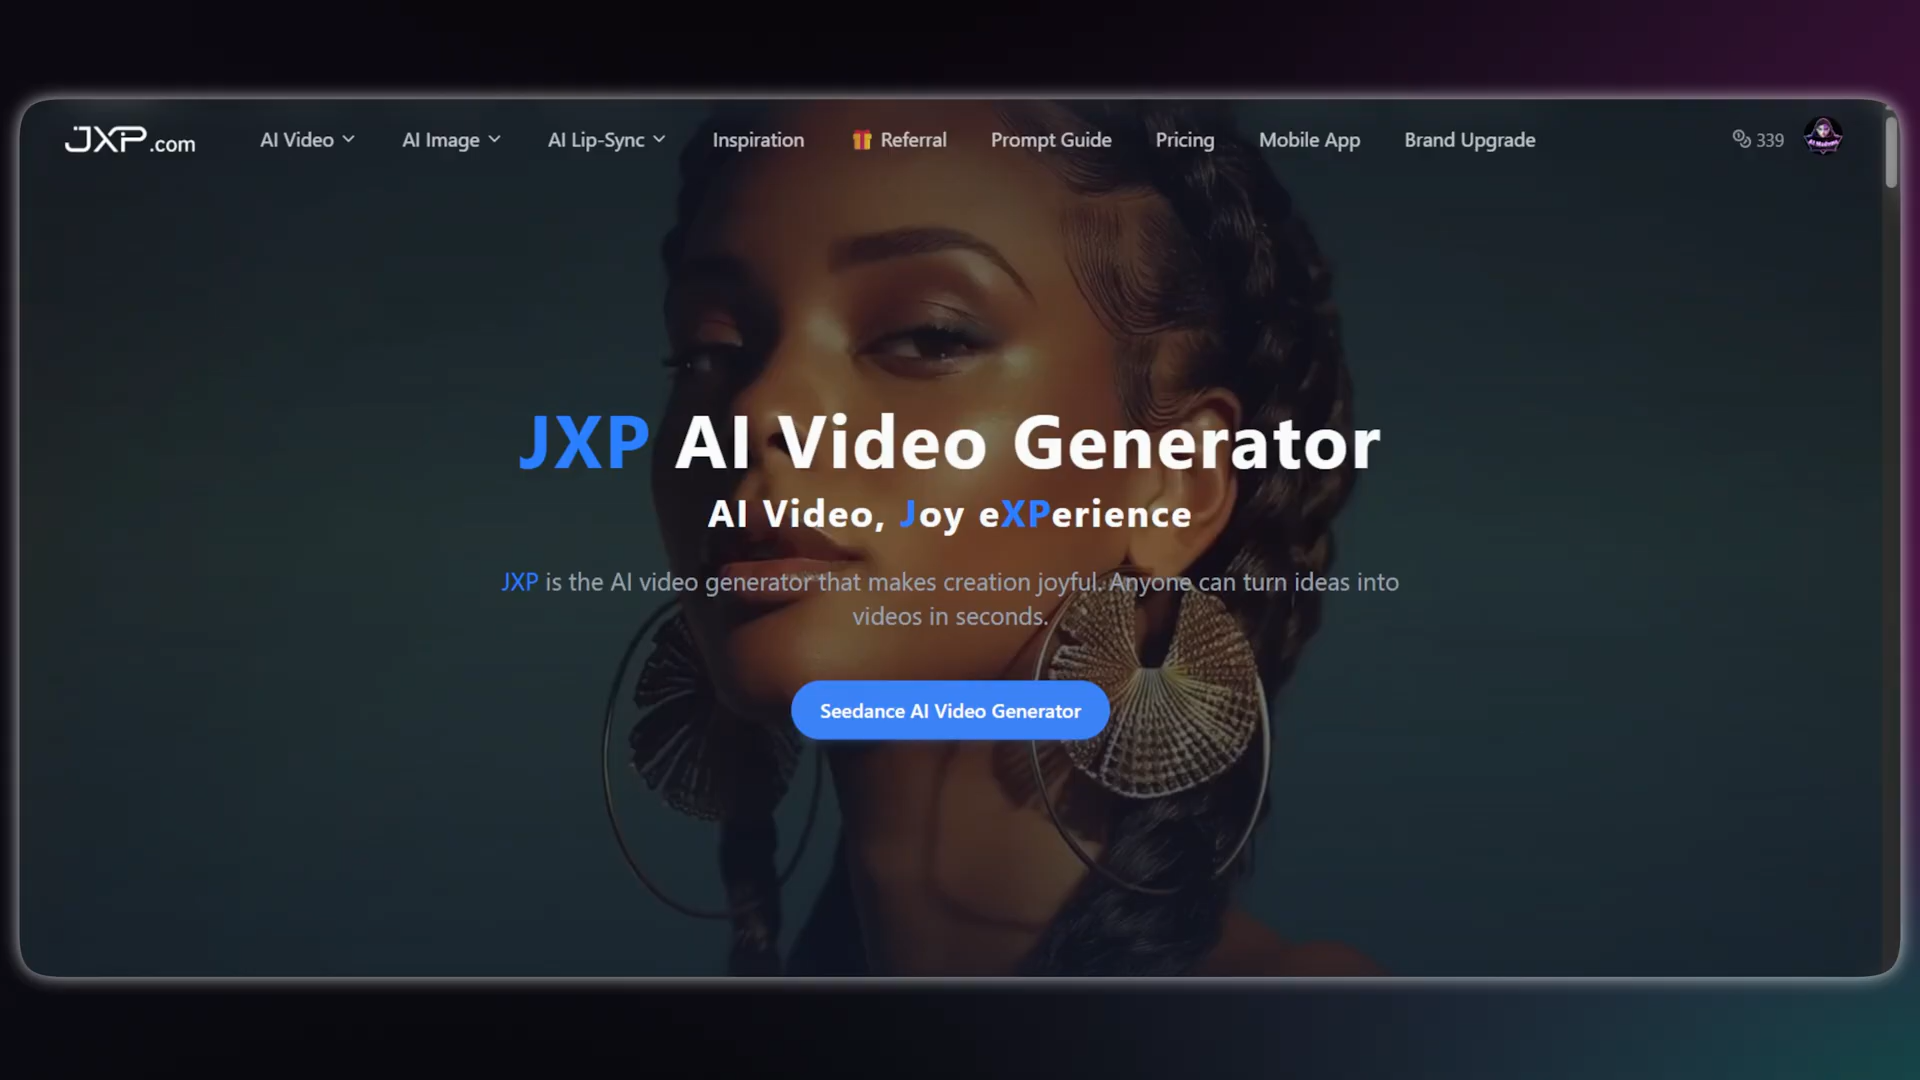 JXP.com
AI Video
AI Image
AI Lip-Sync
Inspiration
Referral
Prompt Guide
Pricing
Mobile App
Brand Upgrade
339
JXP AI Video Generator
AI Video, Joy eXPerience
JXP is the AI video generator that makes creation joyful. Anyone can turn ideas into
videos in seconds.
Seedance AI Video Generator